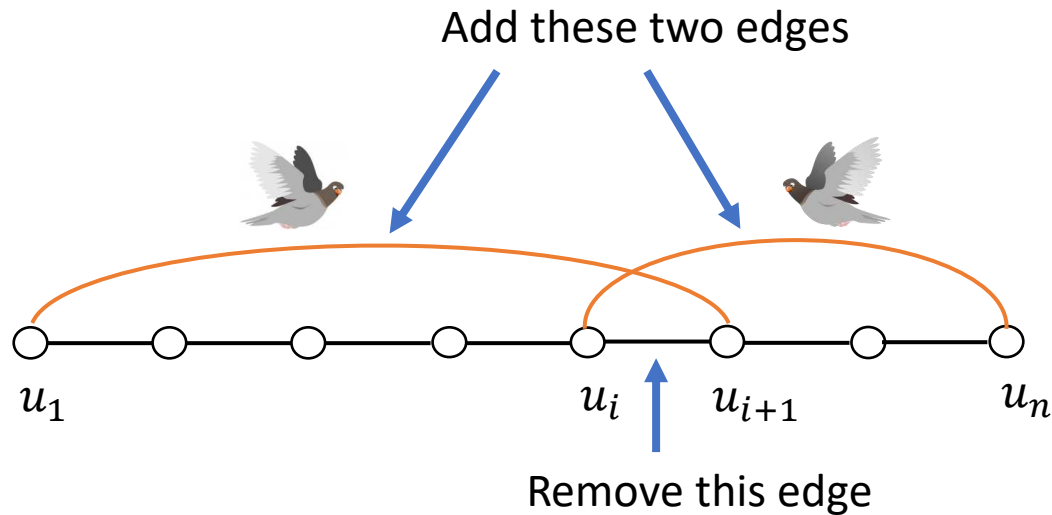 Add these two edges
u₁ uᵢ uᵢ₊₁ uₙ
Remove this edge